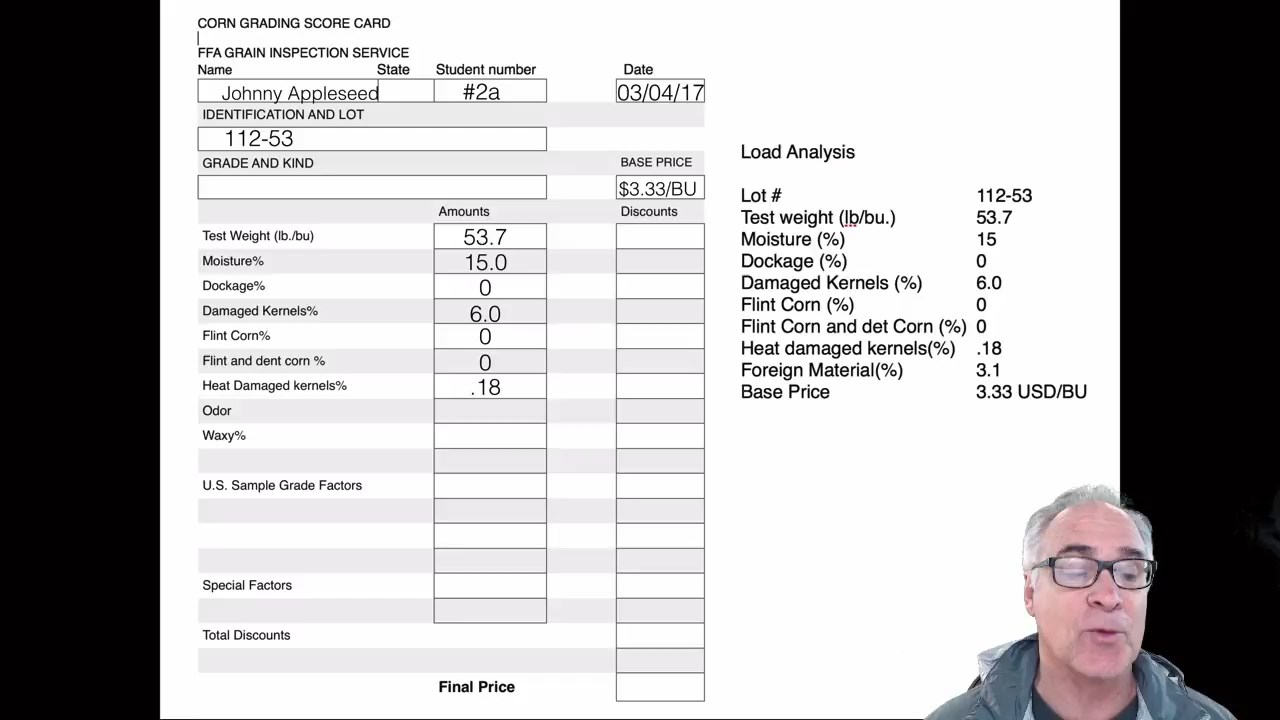 CORN GRADING SCORE CARD
FFA GRAIN INSPECTION SERVICE
Name State Student number Date
Johnny Appleseed #2a 03/04/17
IDENTIFICATION AND LOT
112-53
GRADE AND KIND BASE PRICE
$3.33/BU
Amounts Discounts
Test Weight (lb./bu) 53.7
Moisture% 15.0
Dockage% 0
Damaged Kernels% 6.0
Flint Corn% 0
Flint and dent corn % 0
Heat Damaged kernels% .18
Odor
Waxy%
U.S. Sample Grade Factors
Special Factors
Total Discounts
Final Price
Load Analysis
Lot # 112-53
Test weight (lb/bu.) 53.7
Moisture (%) 15
Dockage (%) 0
Damaged Kernels (%) 6.0
Flint Corn (%) 0
Flint Corn and det Corn (%) 0
Heat damaged kernels(%) .18
Foreign Material(%) 3.1
Base Price 3.33 USD/BU